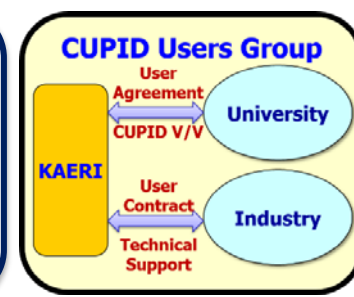 CUPID Users Group
User
Agreement
CUPID V/V
University
KAERI
User
Contract
Technical
Support
Industry